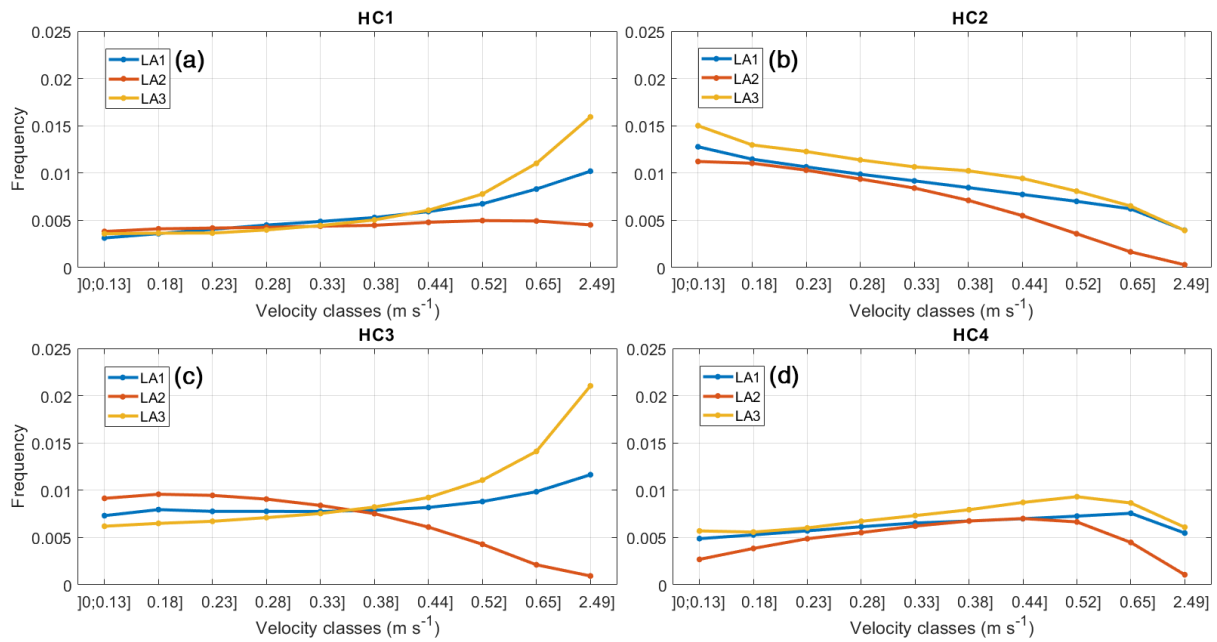 HC1
0.025
0.02
0.015
0.01
0.005
0
Frequency
LA1
LA2
LA3
(a)
]0;0.13] 0.18] 0.23] 0.28] 0.33] 0.38] 0.44] 0.52] 0.65] 2.49]
Velocity classes (m s⁻¹)
HC2
0.025
0.02
0.015
0.01
0.005
0
LA1
LA2
LA3
(b)
]0;0.13] 0.18] 0.23] 0.28] 0.33] 0.38] 0.44] 0.52] 0.65] 2.49]
Velocity classes (m s⁻¹)
HC3
0.025
0.02
0.015
0.01
0.005
0
Frequency
LA1
LA2
LA3
(c)
]0;0.13] 0.18] 0.23] 0.28] 0.33] 0.38] 0.44] 0.52] 0.65] 2.49]
Velocity classes (m s⁻¹)
HC4
0.025
0.02
0.015
0.01
0.005
0
LA1
LA2
LA3
(d)
]0;0.13] 0.18] 0.23] 0.28] 0.33] 0.38] 0.44] 0.52] 0.65] 2.49]
Velocity classes (m s⁻¹)